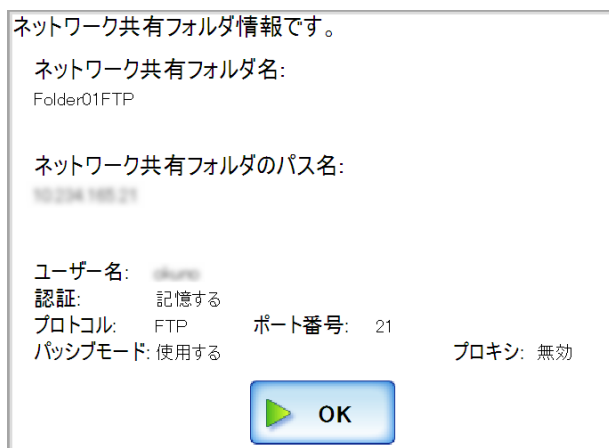 ネットワーク共有フォルダ情報です。
ネットワーク共有フォルダ名:
Folder01FTP
ネットワーク共有フォルダのパス名:
ユーザー名:
認証: 記憶する
プロトコル: FTP ポート番号: 21
パッシブモード: 使用する プロキシ: 無効
OK